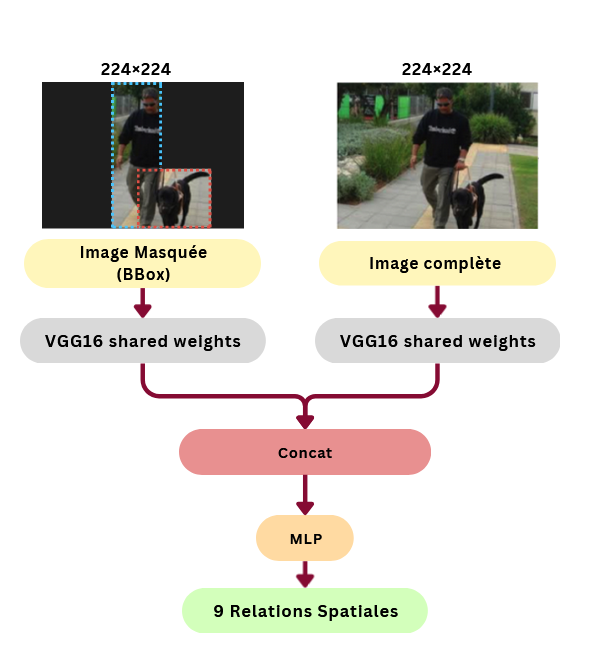 224×224
224×224
Image Masquée
(BBox)
Image complète
VGG16 shared weights
VGG16 shared weights
Concat
MLP
9 Relations Spatiales